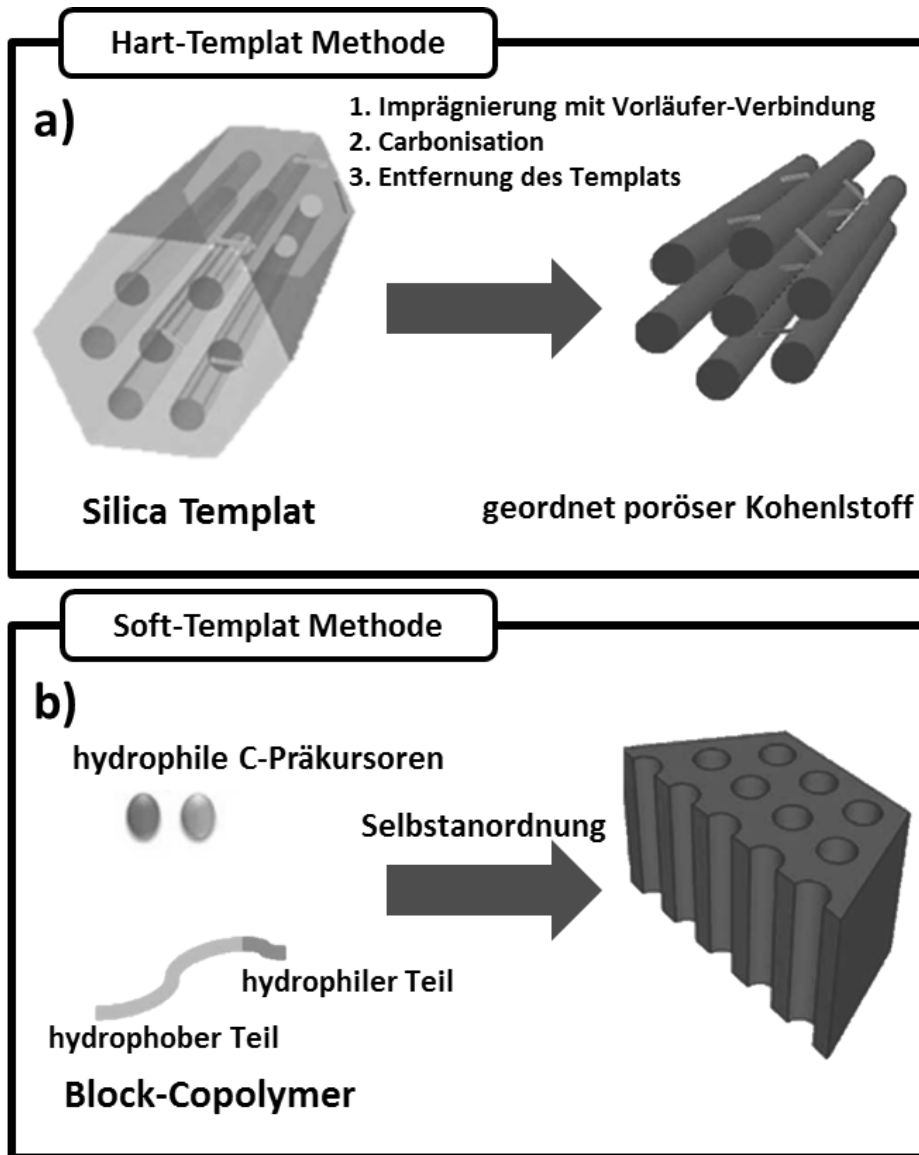 Hart-Templat Methode
a)
1. Imprägnierung mit Vorläufer-Verbindung
2. Carbonisation
3. Entfernung des Templats
Silica Templat
geordnet poröser Kohenlstoff
Soft-Templat Methode
b)
hydrophile C-Präkursoren
Selbstanordnung
hydrophiler Teil
hydrophober Teil
Block-Copolymer